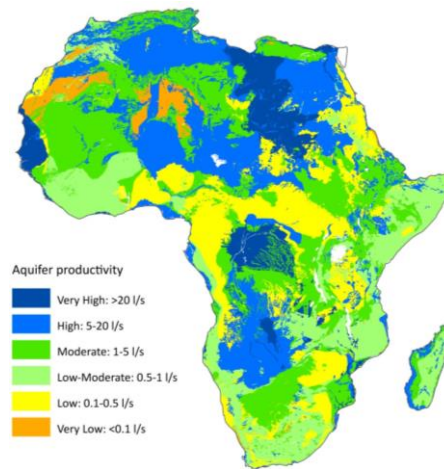 Aquifer productivity
Very High: >20 l/s
High: 5-20 l/s
Moderate: 1-5 l/s
Low-Moderate: 0.5-1 l/s
Low: 0.1-0.5 l/s
Very Low: <0.1 l/s